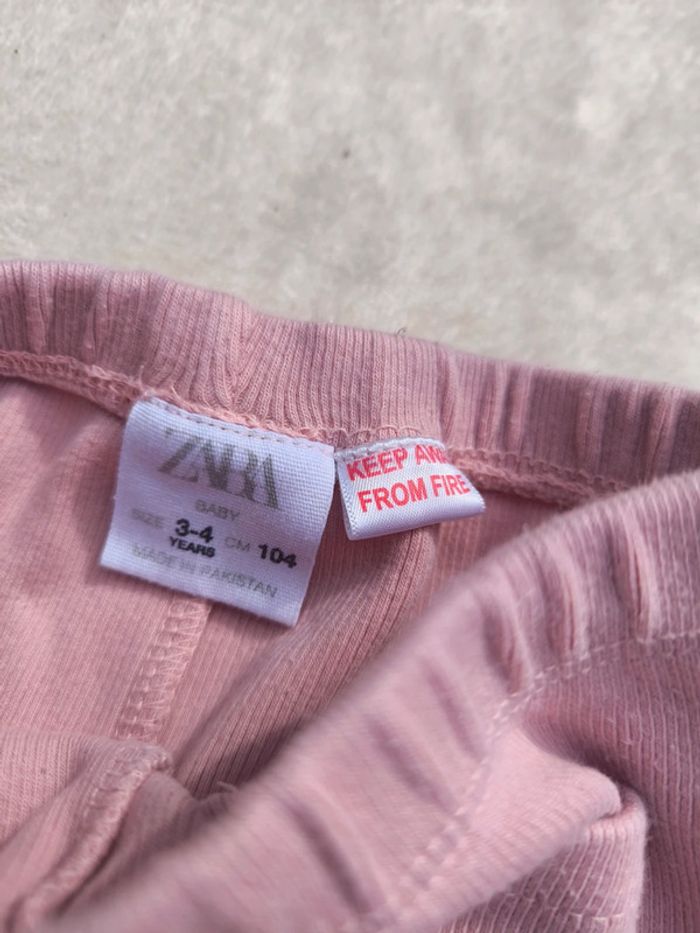 ZARA
BABY
SIZE 3-4 YEARS CM 104
MADE IN PAKISTAN
KEEP AWA
FROM FIRE